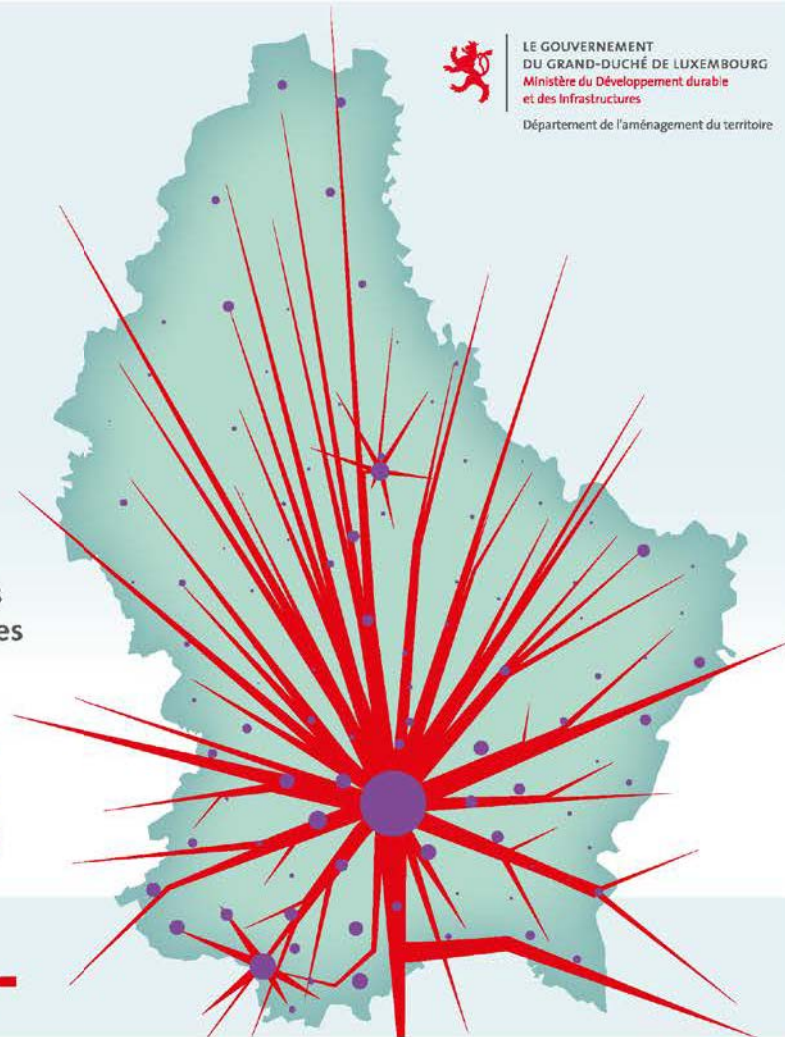 LE GOUVERNEMENT
DU GRAND-DUCHÉ DE LUXEMBOURG
Ministère du Développement durable
et des Infrastructures
Département de l'aménagement du territoire